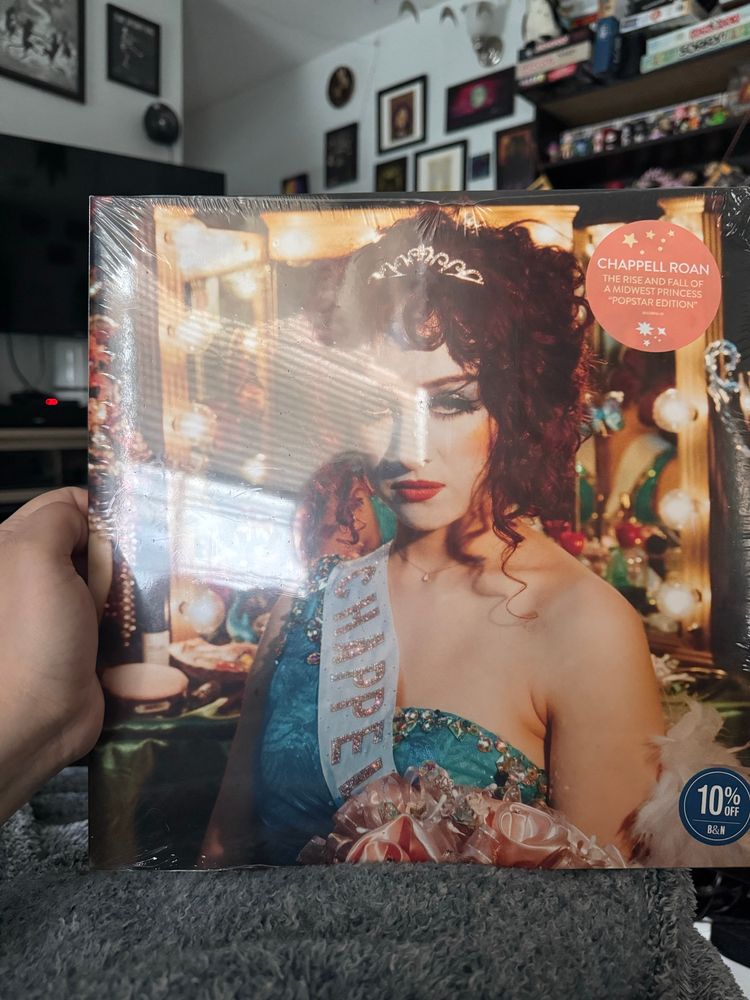 CHAPPELL ROAN
THE RISE AND FALL OF
A MIDWEST PRINCESS
"POPSTAR EDITION"
CHAPPEL
10%
OFF
B&N